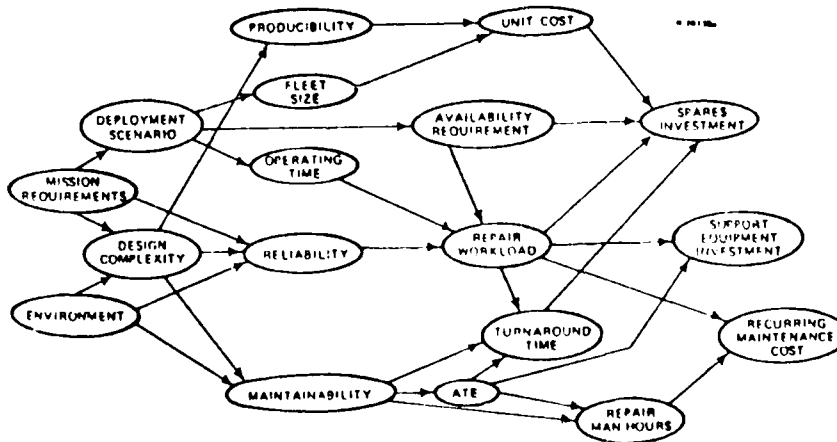 PRODUCIBILITY
UNIT COST
FLEET
SIZE
DEPLOYMENT
SCENARIO
AVAILABILITY
REQUIREMENT
SPARES
INVESTMENT
OPERATING
TIME
MISSION
REQUIREMENTS
DESIGN
COMPLEXITY
RELIABILITY
REPAIR
WORKLOAD
SUPPORT
EQUIPMENT
INVESTMENT
ENVIRONMENT
TURNAROUND
TIME
RECURRING
MAINTENANCE
COST
MAINTAINABILITY
ATE
REPAIR
MAN HOURS